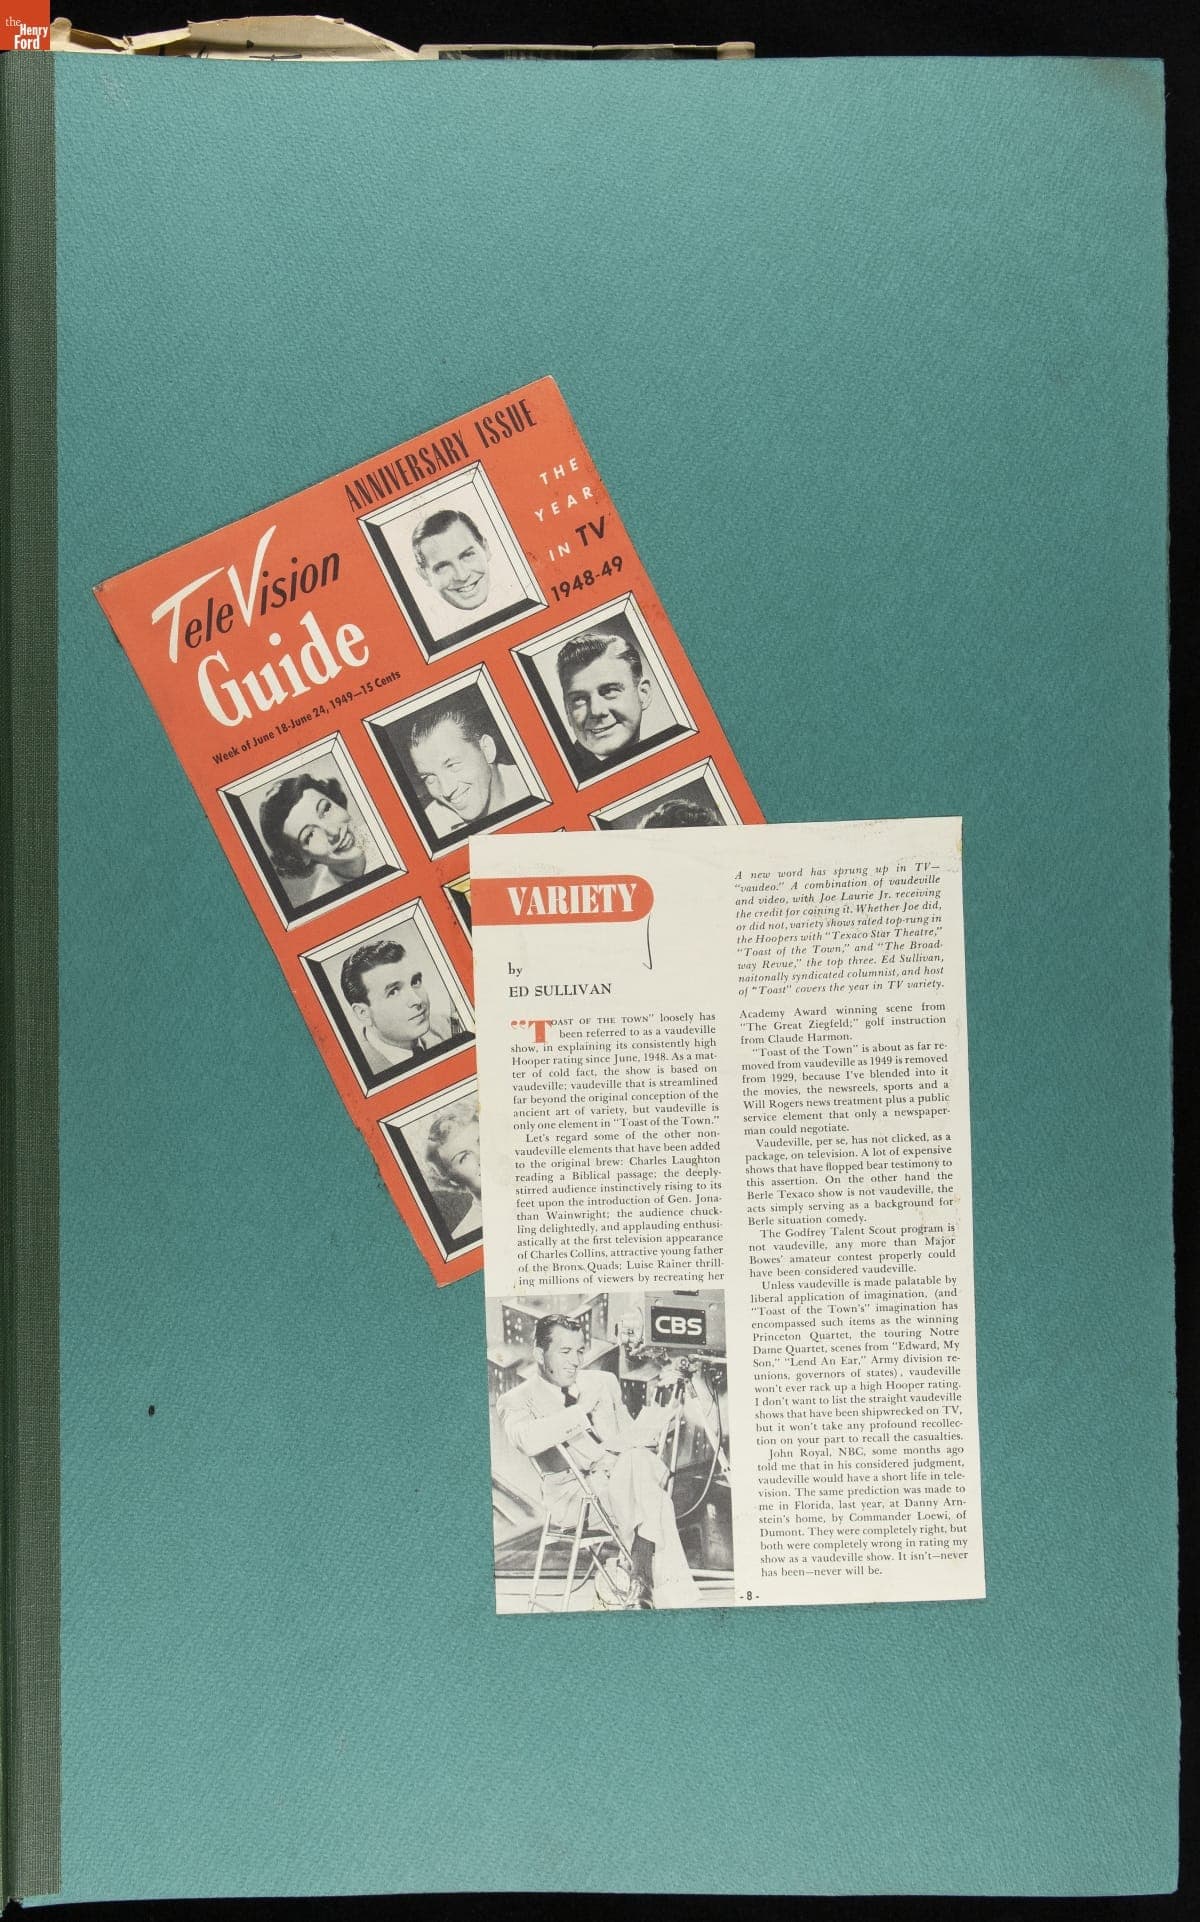 the
Henry
Ford
ANNIVERSARY ISSUE
THE
YEAR
IN TV
1948-49
TeleVision
Guide
Week of June 18-June 24, 1949—15 Cents
VARIETY
by
ED SULLIVAN
“TOAST OF THE TOWN” loosely has
been referred to as a vaudeville
show, in explaining its consistently high
Hooper rating since June, 1948. As a mat-
ter of cold fact, the show is based on
vaudeville; vaudeville that is streamlined
far beyond the original conception of the
ancient art of variety, but vaudeville is
only one element in “Toast of the Town.”
Let's regard some of the other non-
vaudeville elements that have been added
to the original brew: Charles Laughton
reading a Biblical passage; the deeply-
stirred audience instinctively rising to its
feet upon the introduction of Gen. Jona-
than Wainwright; the audience chuck-
ling delightedly, and applauding enthusi-
astically at the first television appearance
of Charles Collins, attractive young father
of the Bronx Quads; Luise Rainer thrill-
ing millions of viewers by recreating her
CBS
A new word has sprung up in TV—
“vaudeo.” A combination of vaudeville
and video, with Joe Laurie Jr. receiving
the credit for coining it. Whether Joe did,
or did not, variety shows rated top-rung in
the Hoopers with “Texaco Star Theatre,”
“Toast of the Town,” and “The Broad-
way Revue,” the top three. Ed Sullivan,
naitonally syndicated columnist, and host
of “Toast” covers the year in TV variety.
Academy Award winning scene from
“The Great Ziegfeld;” golf instruction
from Claude Harmon.
“Toast of the Town” is about as far re-
moved from vaudeville as 1949 is removed
from 1929, because I've blended into it
the movies, the newsreels, sports and a
Will Rogers news treatment plus a public
service element that only a newspaper-
man could negotiate.
Vaudeville, per se, has not clicked, as a
package, on television. A lot of expensive
shows that have flopped bear testimony to
this assertion. On the other hand the
Berle Texaco show is not vaudeville, the
acts simply serving as a background for
Berle situation comedy.
The Godfrey Talent Scout program is
not vaudeville, any more than Major
Bowes' amateur contest properly could
have been considered vaudeville.
Unless vaudeville is made palatable by
liberal application of imagination, (and
“Toast of the Town's” imagination has
encompassed such items as the winning
Princeton Quartet, the touring Notre
Dame Quartet, scenes from “Edward, My
Son,” “Lend An Ear,” Army division re-
unions, governors of states), vaudeville
won't ever rack up a high Hooper rating.
I don't want to list the straight vaudeville
shows that have been shipwrecked on TV,
but it won't take any profound recollec-
tion on your part to recall the casualties.
John Royal, NBC, some months ago
told me that in his considered judgment,
vaudeville would have a short life in tele-
vision. The same prediction was made to
me in Florida, last year, at Danny Arn-
stein's home, by Commander Loewi, of
Dumont. They were completely right, but
both were completely wrong in rating my
show as a vaudeville show. It isn't—never
has been—never will be.
- 8 -